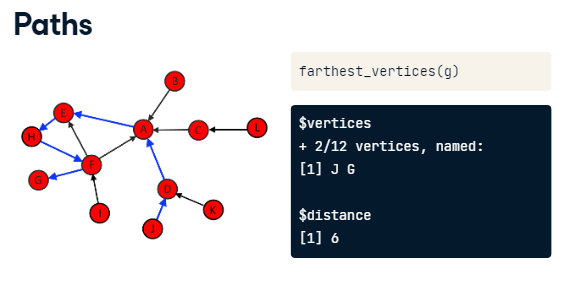 Paths
B
E
A
C
L
H
F
G
D
I
K
J
farthest_vertices(g)
$vertices
+ 2/12 vertices, named:
[1] J G
$distance
[1] 6